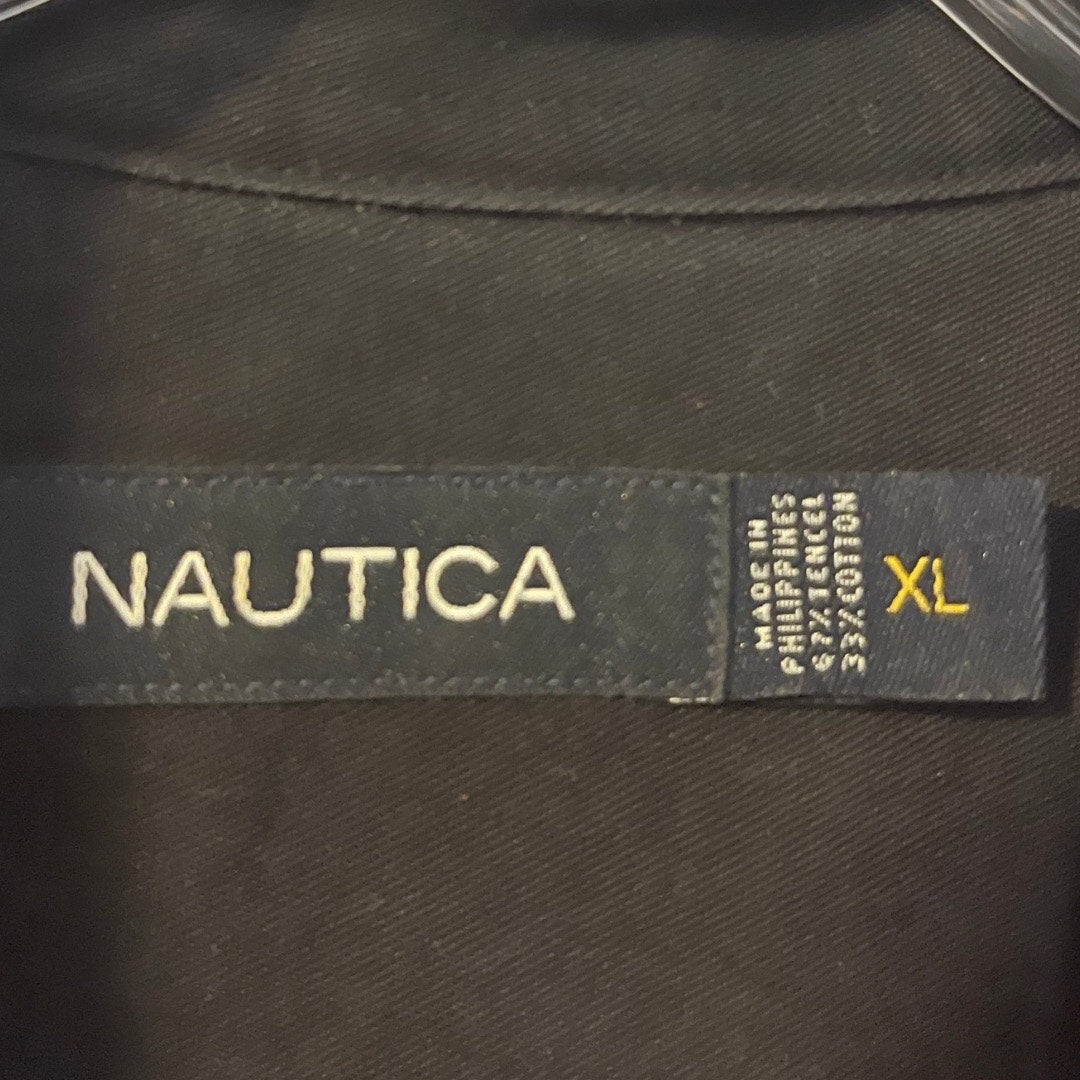 NAUTICA
MADE IN
PHILIPPINES
67% TENCEL
33% COTTON
XL